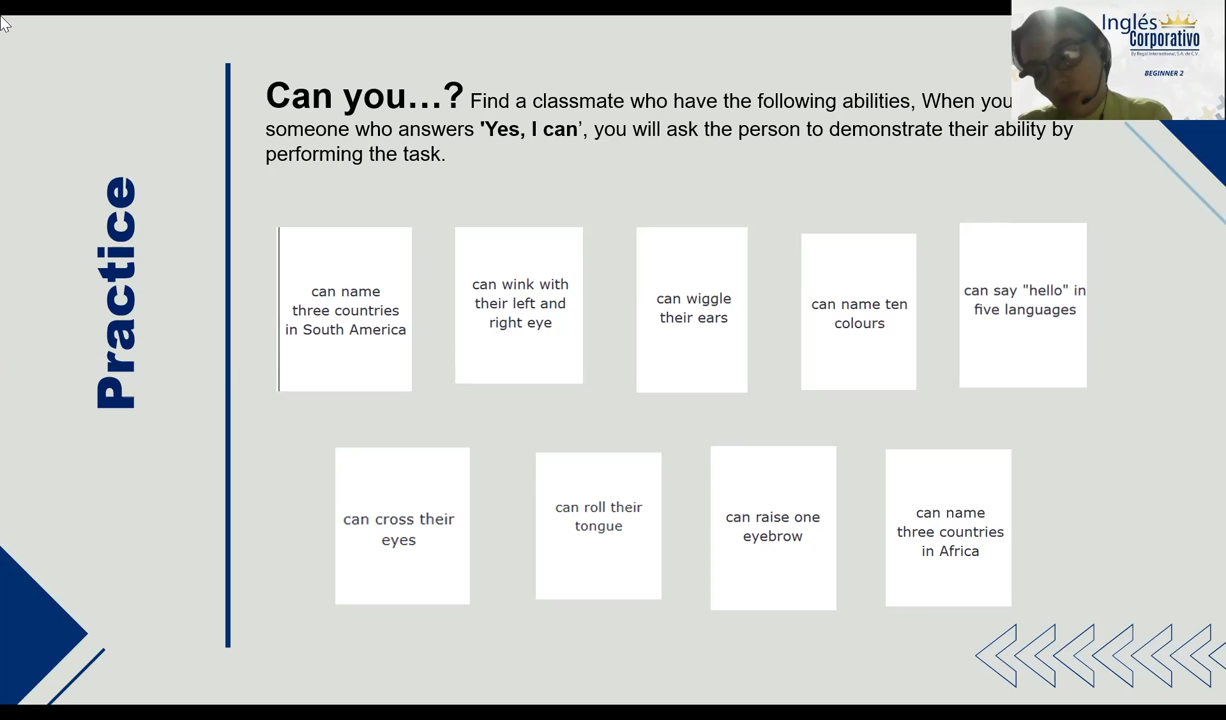 Can you...? Find a classmate who have the following abilities, When you
someone who answers 'Yes, I can', you will ask the person to demonstrate their ability by
performing the task.
Practice
can name
three countries
in South America
can wink with
their left and
right eye
can wiggle
their ears
can name ten
colours
can say "hello" in
five languages
can cross their
eyes
can roll their
tongue
can raise one
eyebrow
can name
three countries
in Africa
Inglés
Corporativo
By Regal International, S.A. de C.V.
BEGINNER 2